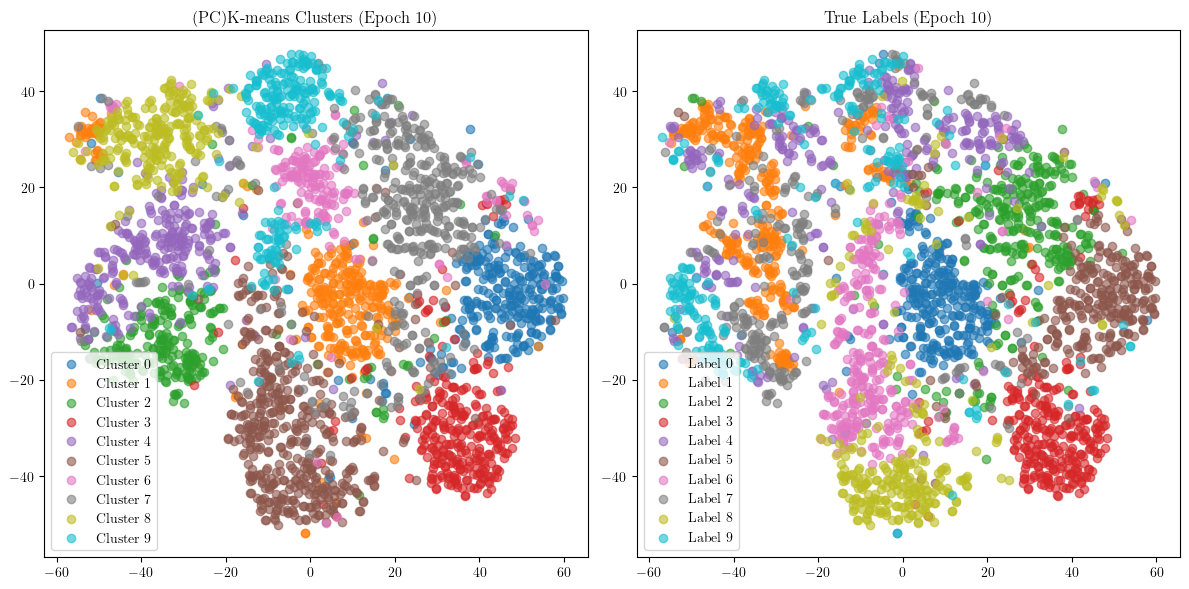 (PC)K-means Clusters (Epoch 10)
40
20
0
−20
−40
Cluster 0
Cluster 1
Cluster 2
Cluster 3
Cluster 4
Cluster 5
Cluster 6
Cluster 7
Cluster 8
Cluster 9
−60
−40
−20
0
20
40
60
True Labels (Epoch 10)
40
20
0
−20
−40
Label 0
Label 1
Label 2
Label 3
Label 4
Label 5
Label 6
Label 7
Label 8
Label 9
−60
−40
−20
0
20
40
60